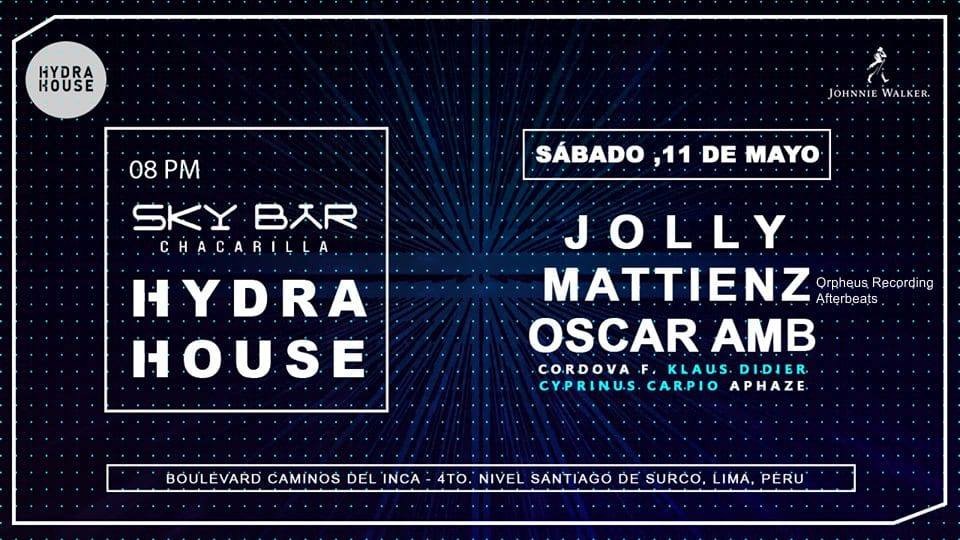 HYDRA
HOUSE
JOHNNIE WALKER.
08 PM
SKY BAR
CHACARILLA
HYDRA
HOUSE
SÁBADO ,11 DE MAYO
JOLLY
MATTIENZ
Orpheus Recording
Afterbeats
OSCAR AMB
CORDOVA F. KLAUS DIDIER
CYPRINUS CARPIO APHAZE
BOULEVARD CAMINOS DEL INCA - 4TO. NIVEL SANTIAGO DE SURCO, LIMA, PERU